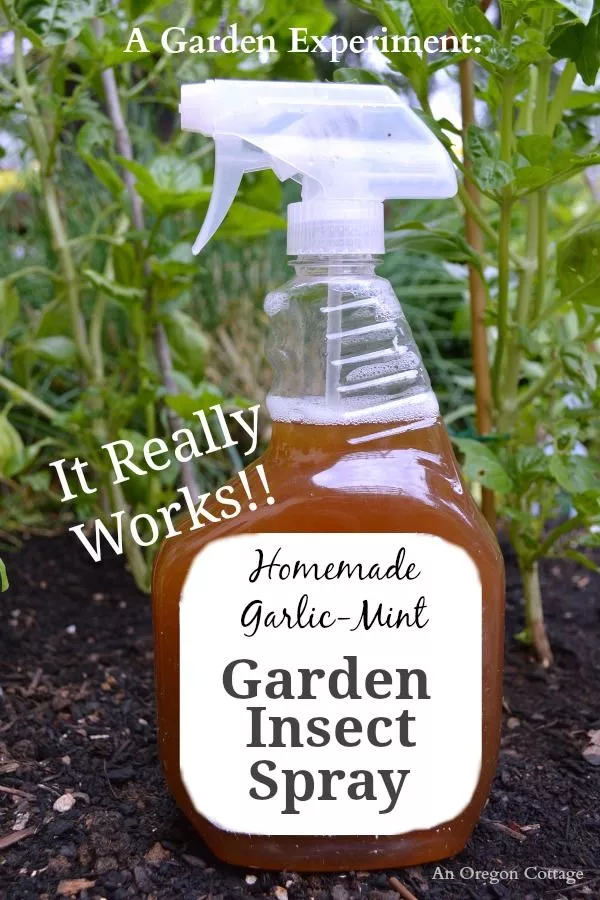 A Garden Experiment:
It Really
Works!!
Homemade
Garlic-Mint
Garden
Insect
Spray
An Oregon Cottage